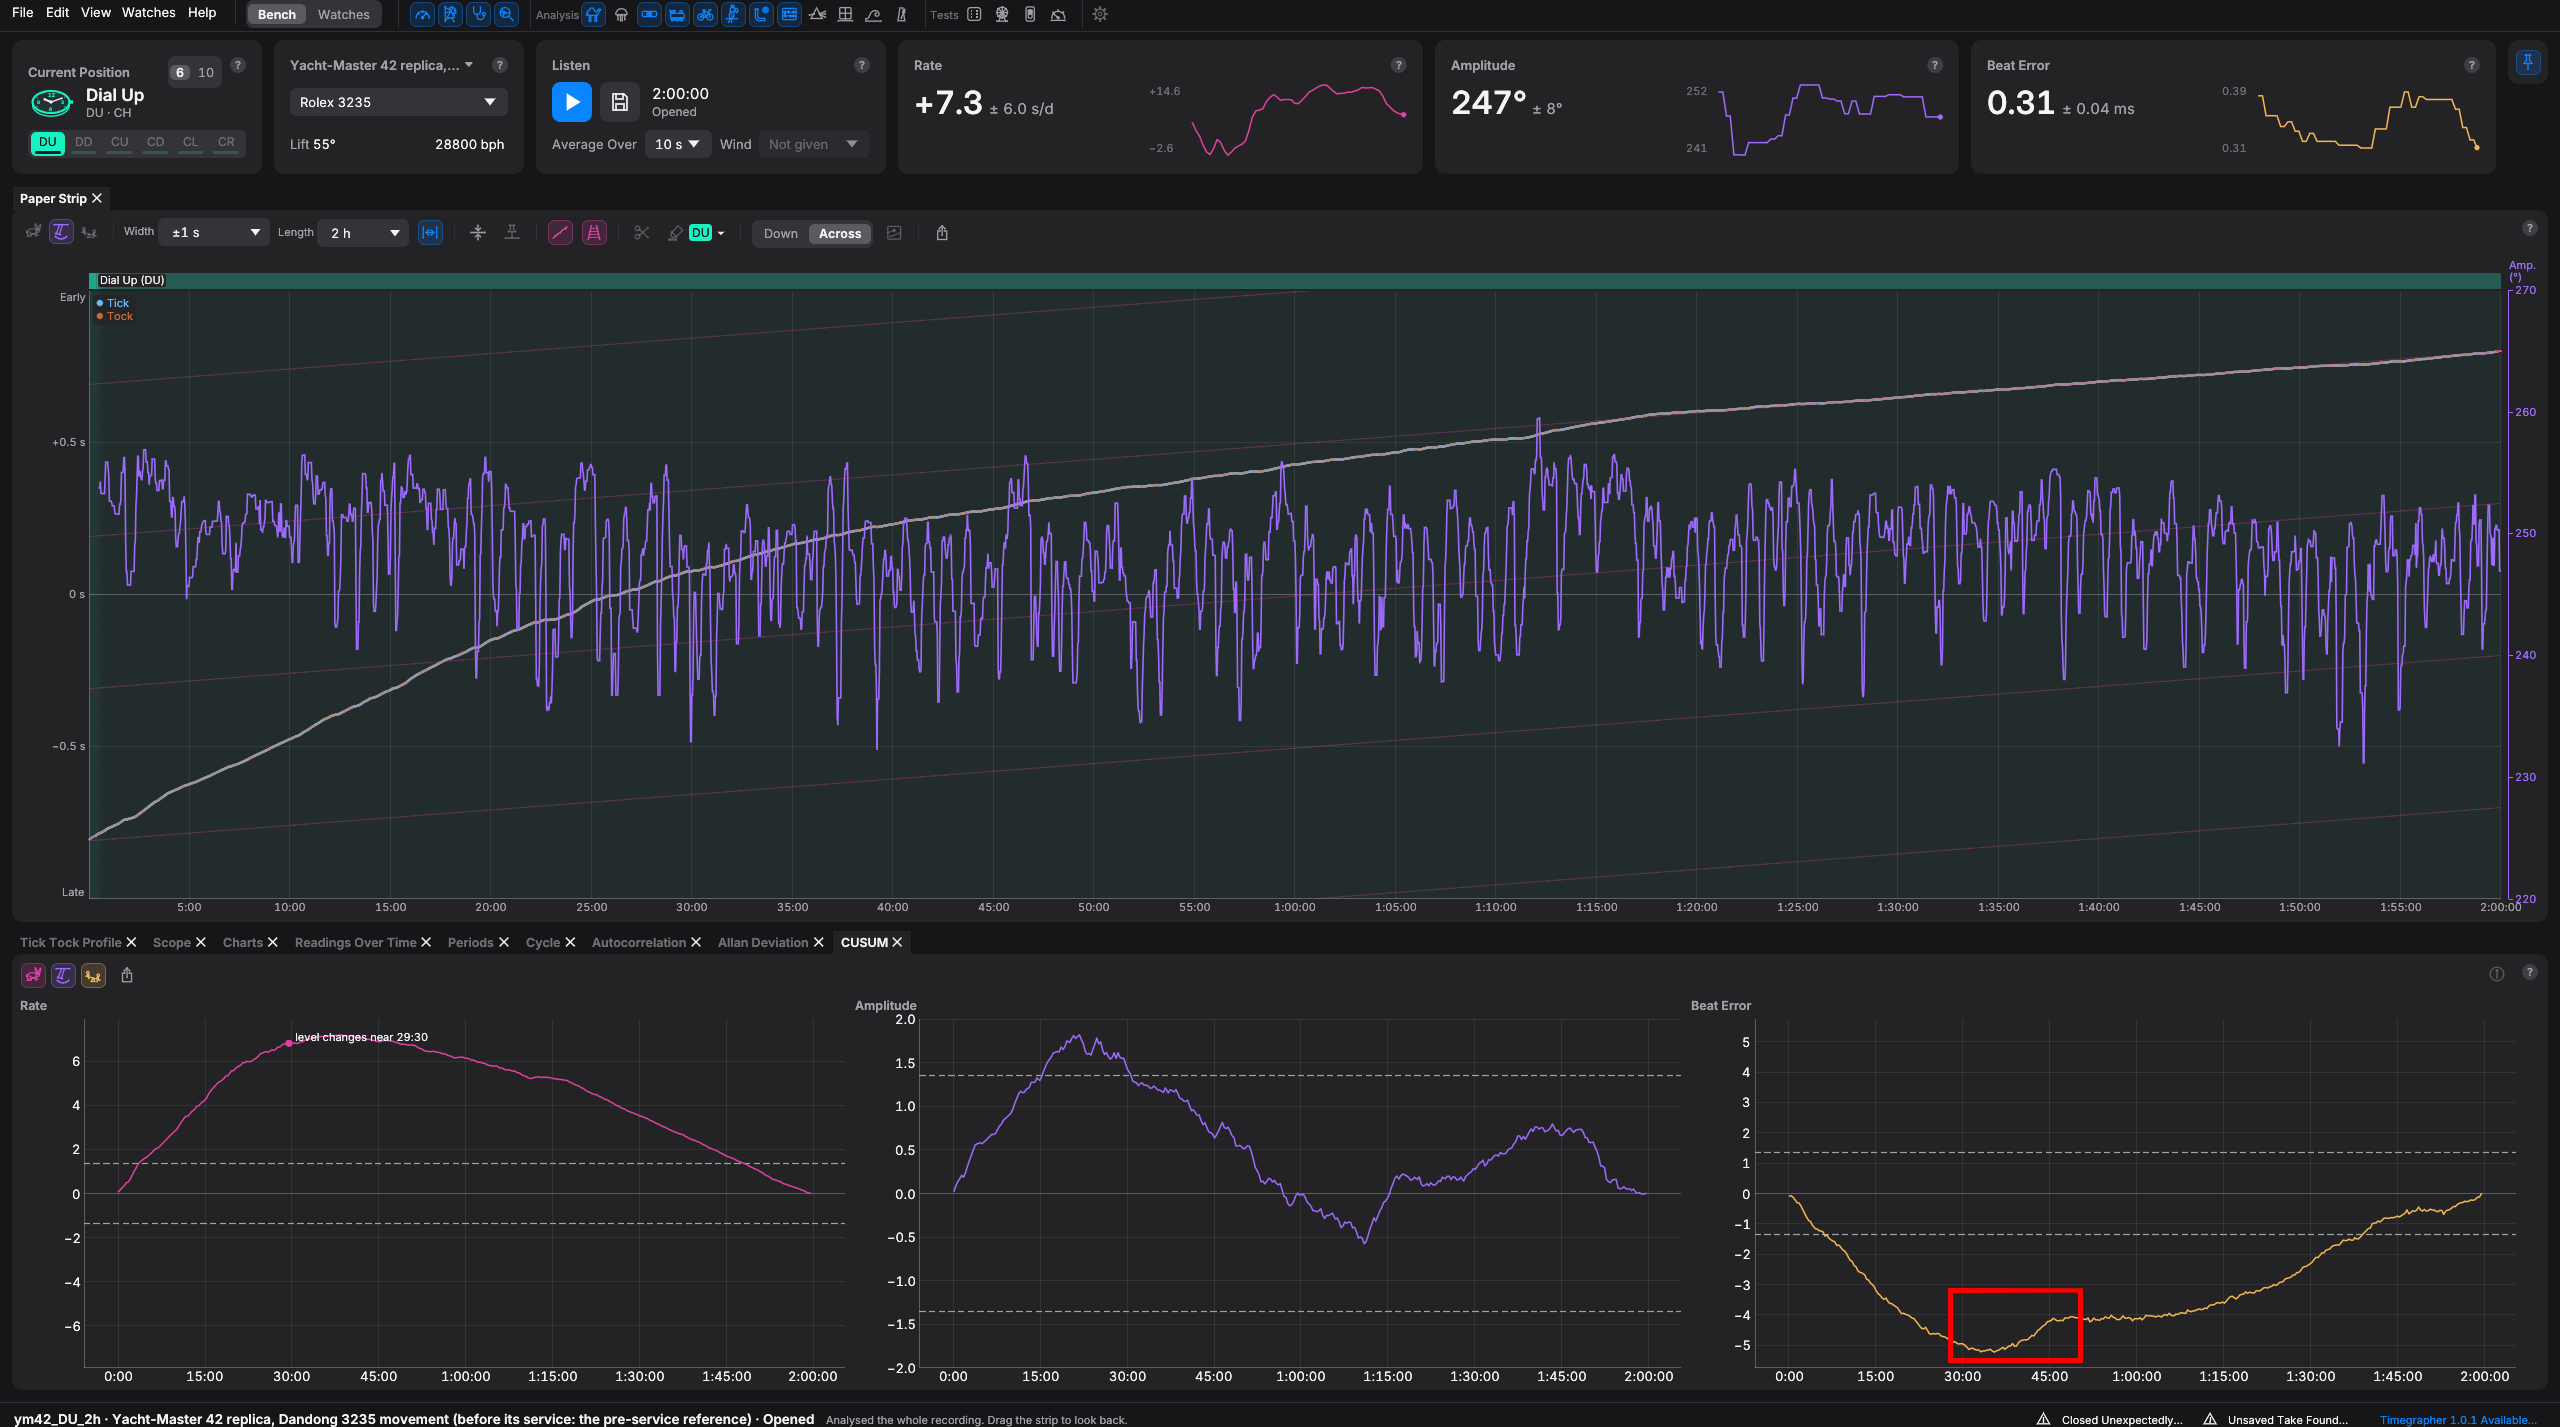 File Edit View Watches Help
Bench Watches
Analysis
Tests
Current Position
6 10
?
Dial Up
DU · CH
DU DD CU CD CL CR
Yacht-Master 42 replica,...
?
Rolex 3235
Lift 55°
28800 bph
Listen
?
2:00:00
Opened
Average Over 10 s Wind Not given
Rate
?
+7.3 ± 6.0 s/d
+14.6
−2.6
Amplitude
?
247° ± 8°
252
241
Beat Error
?
0.31 ± 0.04 ms
0.39
0.31
Paper Strip
Width ±1 s Length 2 h DU Down Across
?
Dial Up (DU)
Tick
Tock
Early
+0.5 s
0 s
−0.5 s
Late
Amp.
(°)
270
260
250
240
230
220
5:00 10:00 15:00 20:00 25:00 30:00 35:00 40:00 45:00 50:00 55:00 1:00:00 1:05:00 1:10:00 1:15:00 1:20:00 1:25:00 1:30:00 1:35:00 1:40:00 1:45:00 1:50:00 1:55:00 2:00:00
Tick Tock Profile Scope Charts Readings Over Time Periods Cycle Autocorrelation Allan Deviation CUSUM
?
Rate
level changes near 29:30
6
4
2
0
−2
−4
−6
0:00 15:00 30:00 45:00 1:00:00 1:15:00 1:30:00 1:45:00 2:00:00
Amplitude
2.0
1.5
1.0
0.5
0.0
−0.5
−1.0
−1.5
−2.0
0:00 15:00 30:00 45:00 1:00:00 1:15:00 1:30:00 1:45:00 2:00:00
Beat Error
5
4
3
2
1
0
−1
−2
−3
−4
−5
0:00 15:00 30:00 45:00 1:00:00 1:15:00 1:30:00 1:45:00 2:00:00
ym42_DU_2h · Yacht-Master 42 replica, Dandong 3235 movement (before its service: the pre-service reference) · Opened Analysed the whole recording. Drag the strip to look back.
Closed Unexpectedly... Unsaved Take Found... Timegrapher 1.0.1 Available...